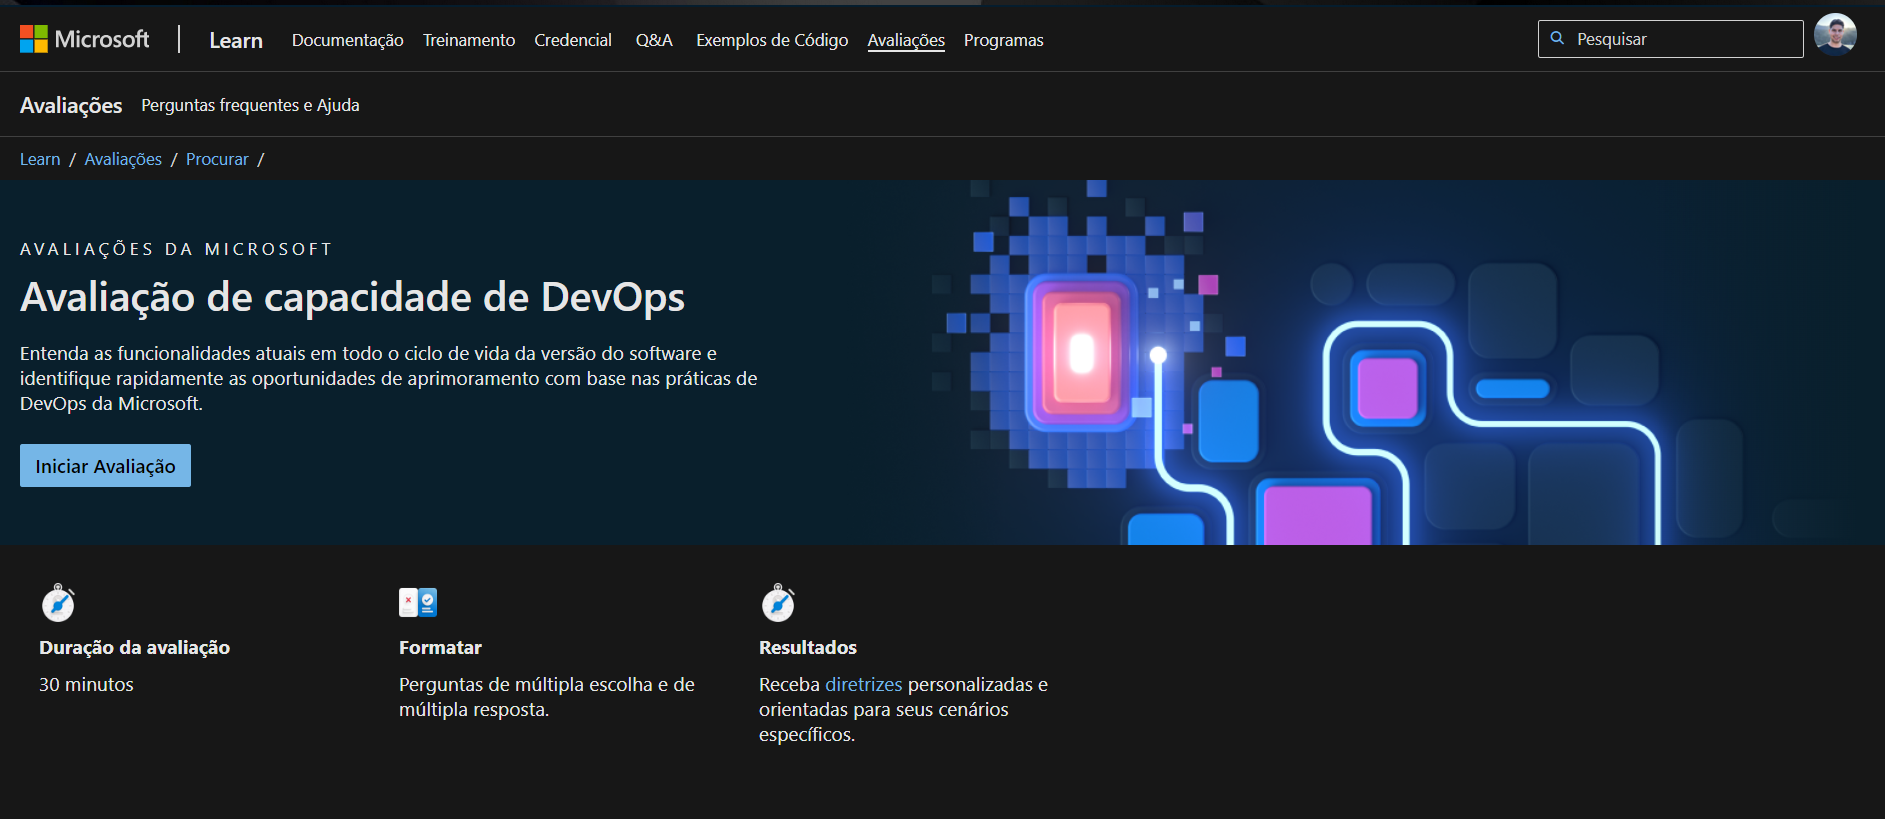 Microsoft
Learn
Documentação
Treinamento
Credencial
Q&A
Exemplos de Código
Avaliações
Programas
Pesquisar
Avaliações
Perguntas frequentes e Ajuda
Learn / Avaliações / Procurar /
AVALIAÇÕES DA MICROSOFT
Avaliação de capacidade de DevOps
Entenda as funcionalidades atuais em todo o ciclo de vida da versão do software e
identifique rapidamente as oportunidades de aprimoramento com base nas práticas de
DevOps da Microsoft.
Iniciar Avaliação
Duração da avaliação
30 minutos
Formatar
Perguntas de múltipla escolha e de
múltipla resposta.
Resultados
Receba diretrizes personalizadas e
orientadas para seus cenários
específicos.